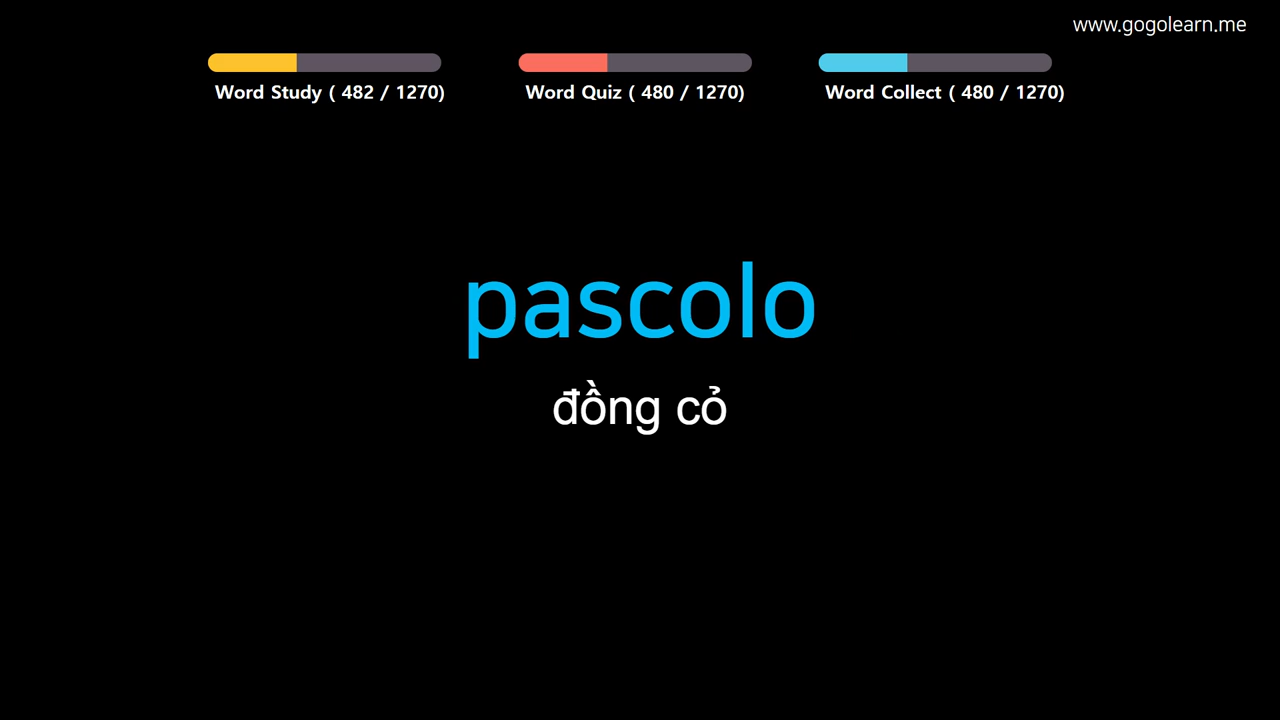 www.gogolearn.me
Word Study ( 482 / 1270)
Word Quiz ( 480 / 1270)
Word Collect ( 480 / 1270)
pascolo
đồng cỏ